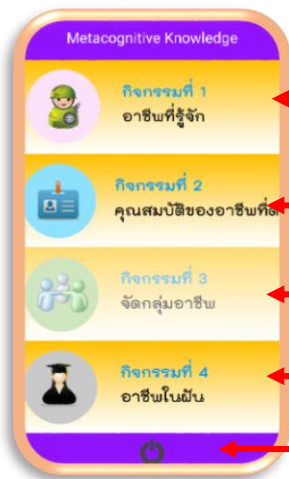 Metacognitive Knowledge
กิจกรรมที่ 1
อาชีพที่รู้จัก
กิจกรรมที่ 2
คุณสมบัติของอาชีพที่ดี
กิจกรรมที่ 3
จัดกลุ่มอาชีพ
กิจกรรมที่ 4
อาชีพในฝัน